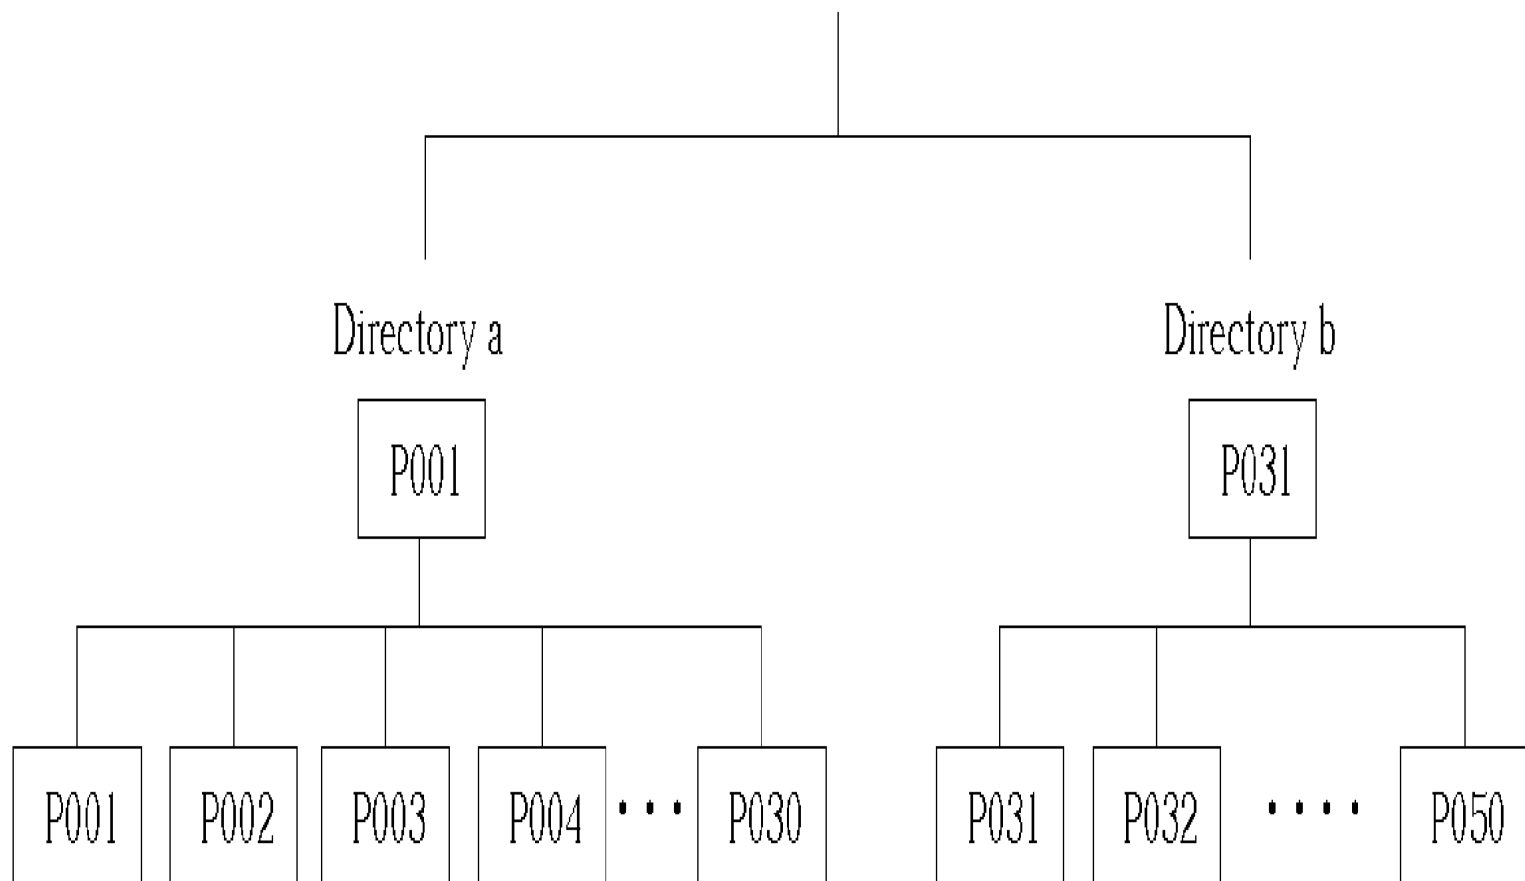 Directory a
Directory b
P001
P031
P001 P002 P003 P004 ... P030 P031 P032 .... P050